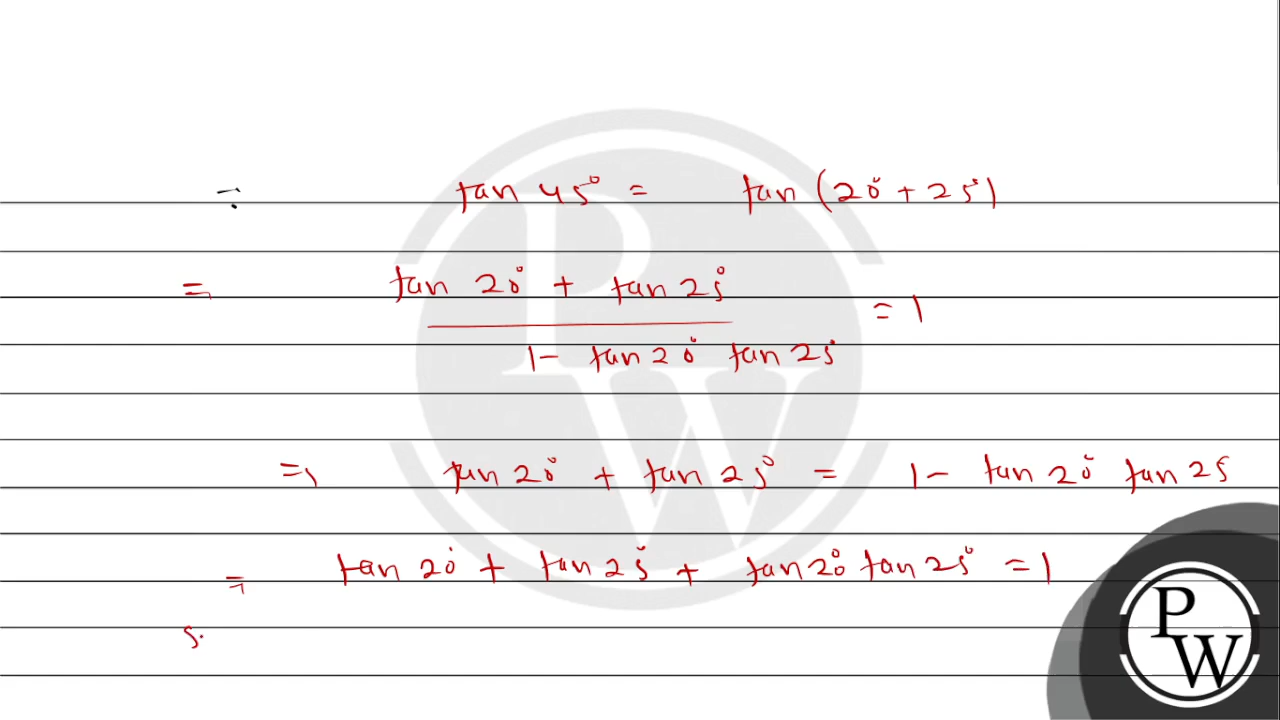 ∴ tan 45° = tan (20° + 25°)
⇒ tan 20° + tan 25° / 1 - tan 20° tan 25° = 1
⇒ tan 20° + tan 25° = 1 - tan 20° tan 25
⇒ tan 20° + tan 25° + tan 20° tan 25° = 1
S.
P W
P W